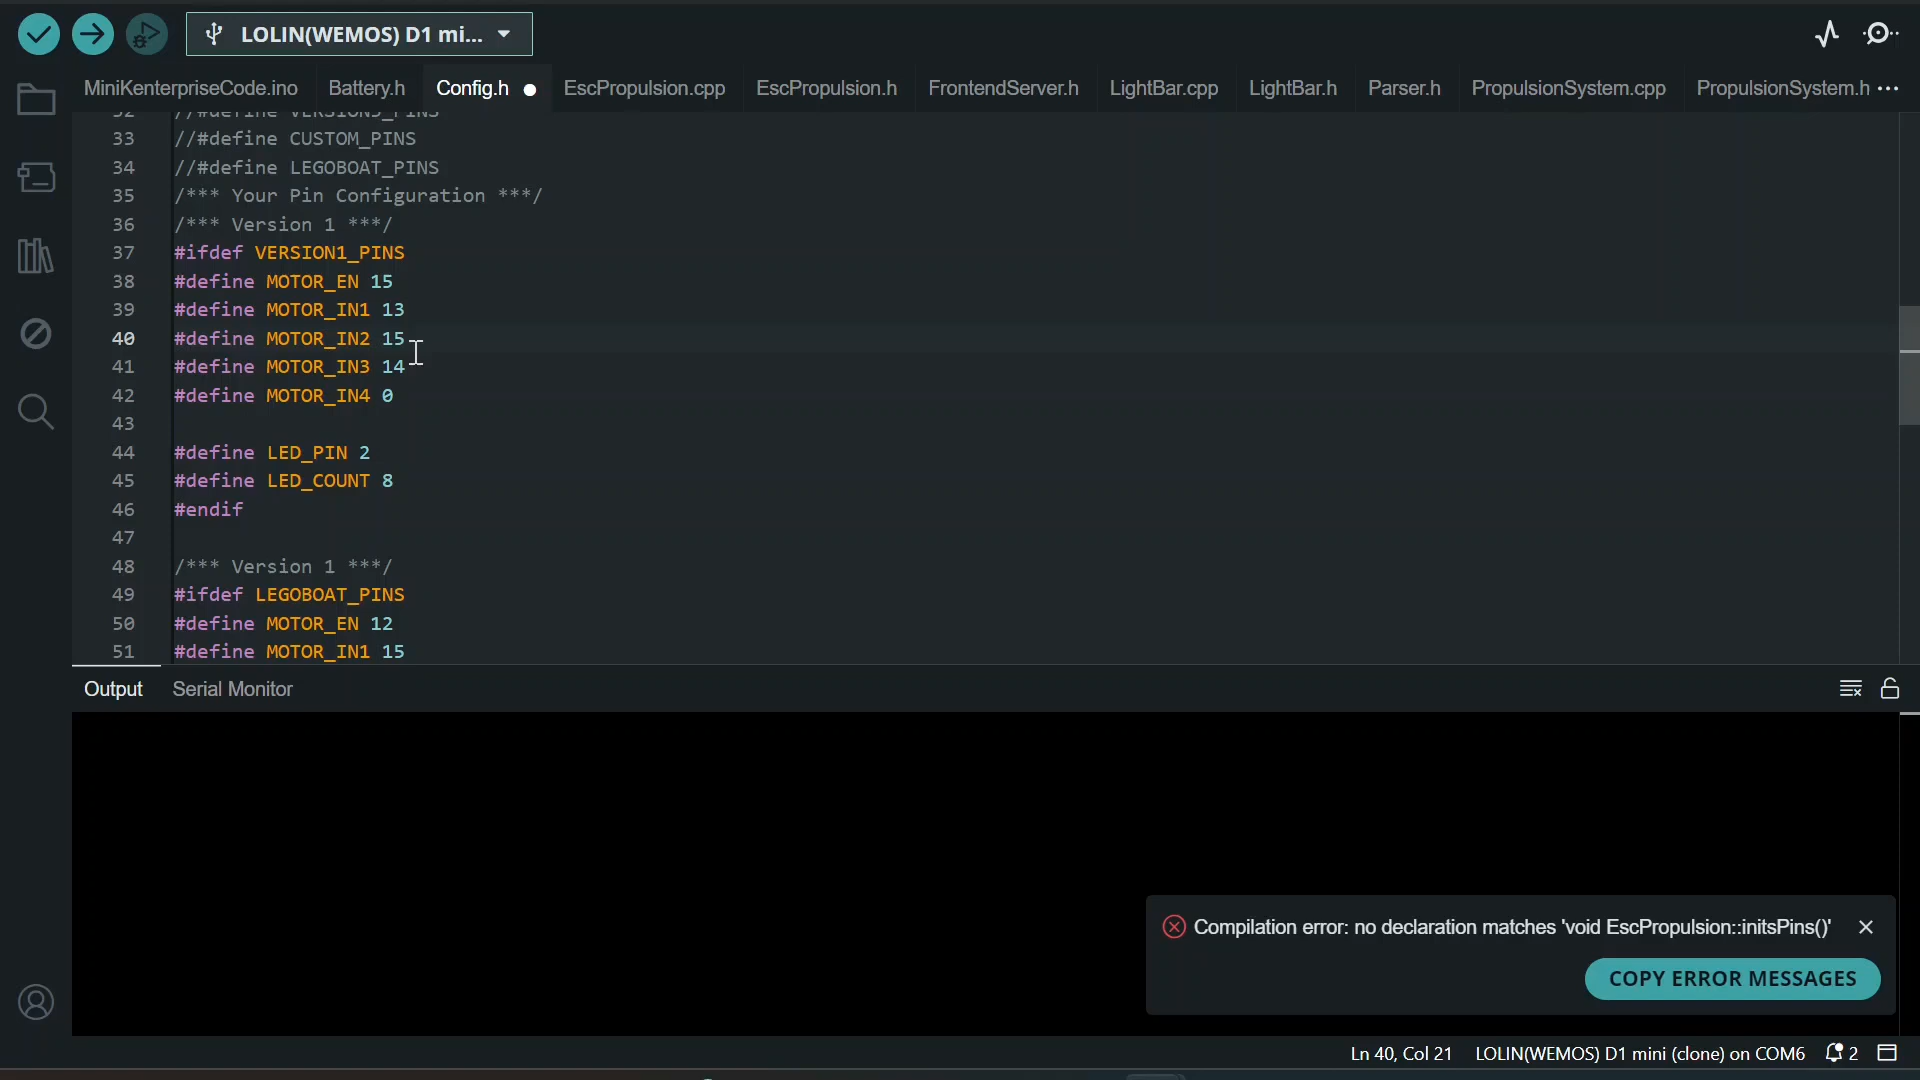 LOLIN(WEMOS) D1 mi...
MiniKenterpriseCode.ino Battery.h Config.h EscPropulsion.cpp EscPropulsion.h FrontendServer.h LightBar.cpp LightBar.h Parser.h PropulsionSystem.cpp PropulsionSystem.h ...
33 //#define CUSTOM_PINS
34 //#define LEGOBOAT_PINS
35 /*** Your Pin Configuration ***/
36 /*** Version 1 ***/
37 #ifdef VERSION1_PINS
38 #define MOTOR_EN 15
39 #define MOTOR_IN1 13
40 #define MOTOR_IN2 15
41 #define MOTOR_IN3 14
42 #define MOTOR_IN4 0
43
44 #define LED_PIN 2
45 #define LED_COUNT 8
46 #endif
47
48 /*** Version 1 ***/
49 #ifdef LEGOBOAT_PINS
50 #define MOTOR_EN 12
51 #define MOTOR_IN1 15
Output Serial Monitor
Compilation error: no declaration matches 'void EscPropulsion::initsPins()'
COPY ERROR MESSAGES
Ln 40, Col 21 LOLIN(WEMOS) D1 mini (clone) on COM6 2